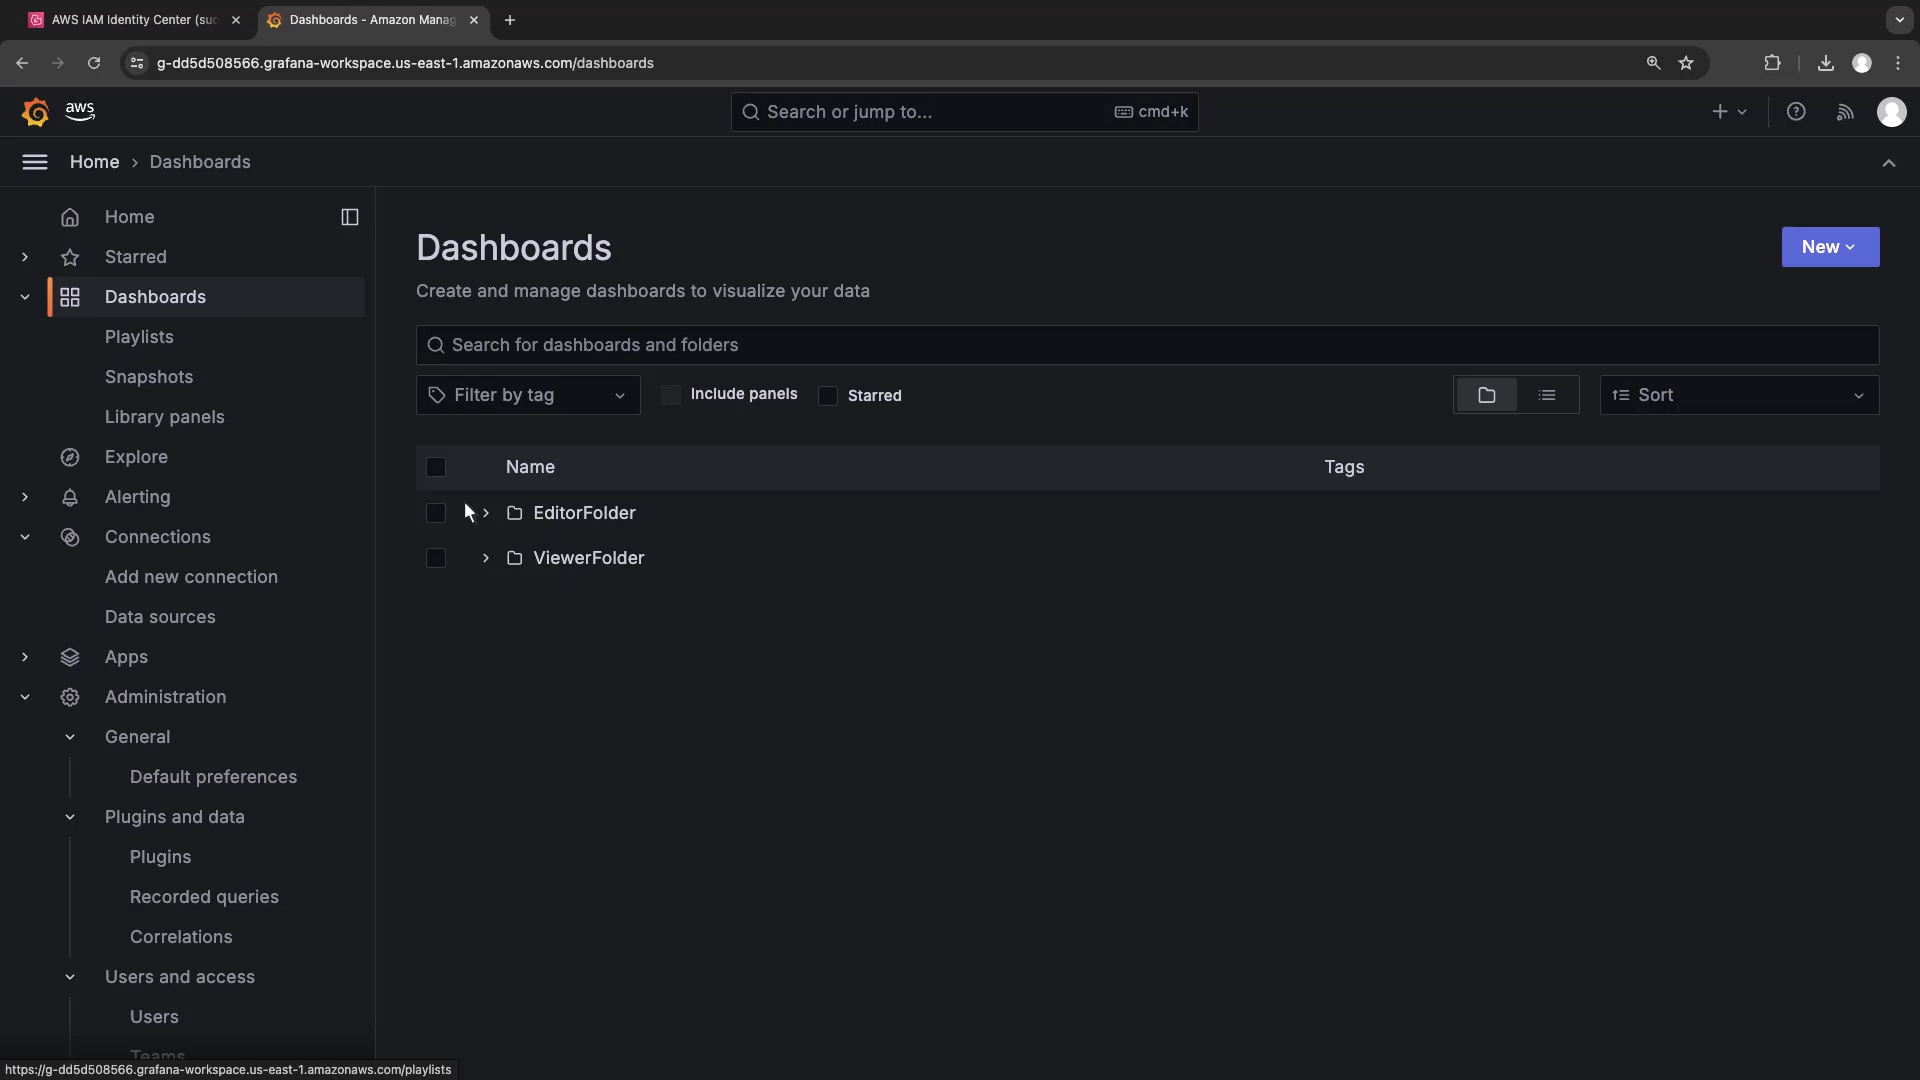 AWS IAM Identity Center (suc
Dashboards - Amazon Manag
g-dd5d508566.grafana-workspace.us-east-1.amazonaws.com/dashboards
aws
Search or jump to...
cmd+k
Home › Dashboards
Home
Starred
Dashboards
Playlists
Snapshots
Library panels
Explore
Alerting
Connections
Add new connection
Data sources
Apps
Administration
General
Default preferences
Plugins and data
Plugins
Recorded queries
Correlations
Users and access
Users
Teams
Dashboards
New
Create and manage dashboards to visualize your data
Search for dashboards and folders
Filter by tag
Include panels
Starred
Sort
Name
Tags
EditorFolder
ViewerFolder
https://g-dd5d508566.grafana-workspace.us-east-1.amazonaws.com/playlists